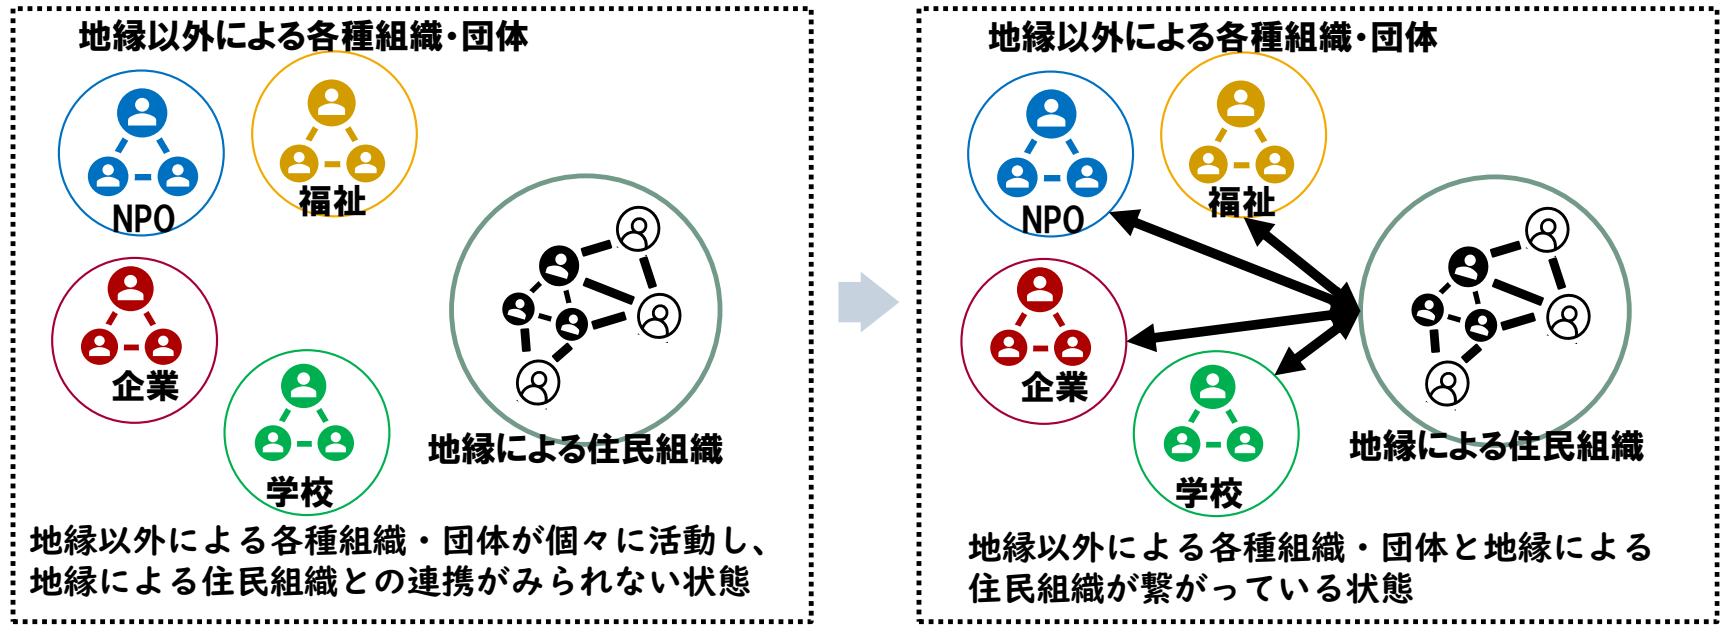 地縁以外による各種組織・団体
NPO
福祉
企業
学校
地縁による住民組織
地縁以外による各種組織・団体が個々に活動し、
地縁による住民組織との連携がみられない状態
地縁以外による各種組織・団体
NPO
福祉
企業
学校
地縁による住民組織
地縁以外による各種組織・団体と地縁による
住民組織が繋がっている状態